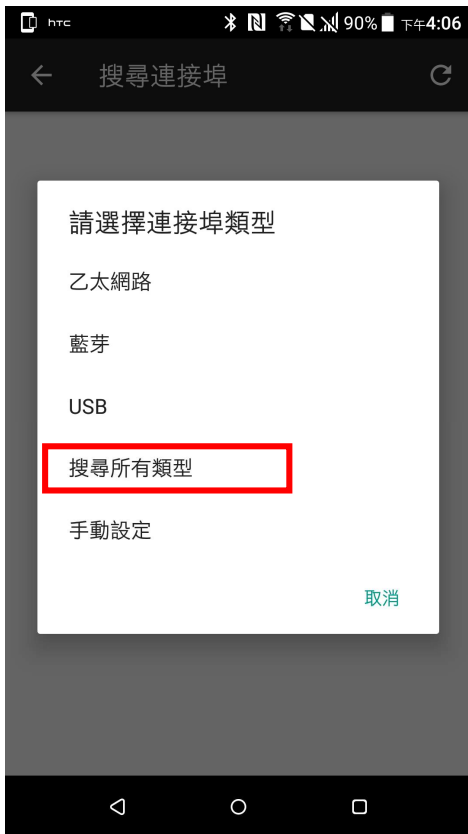 hTC 90% 下午4:06
搜尋連接埠
請選擇連接埠類型
乙太網路
藍芽
USB
搜尋所有類型
手動設定
取消